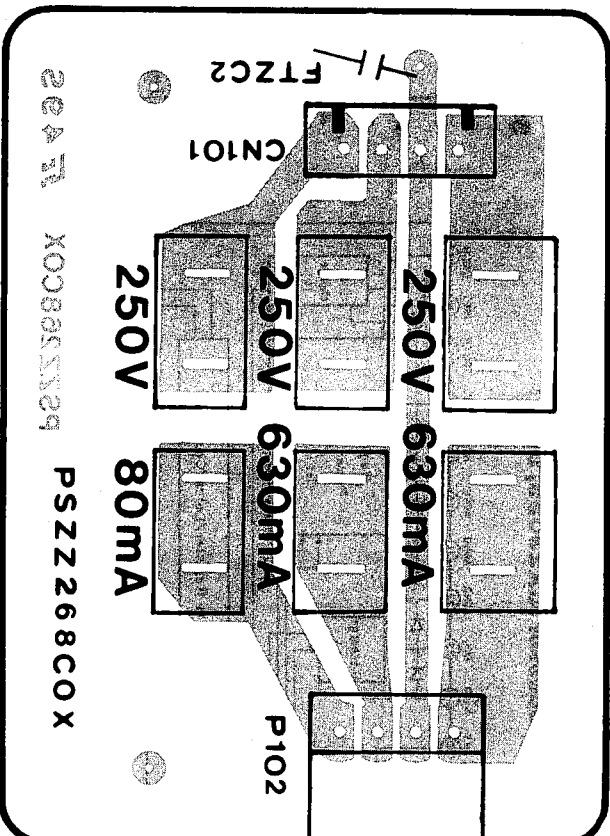 FTZC2
CN101
250V 630mA
250V 630mA
250V 80mA
PSZZ268COX
P102
PSZZ268COX